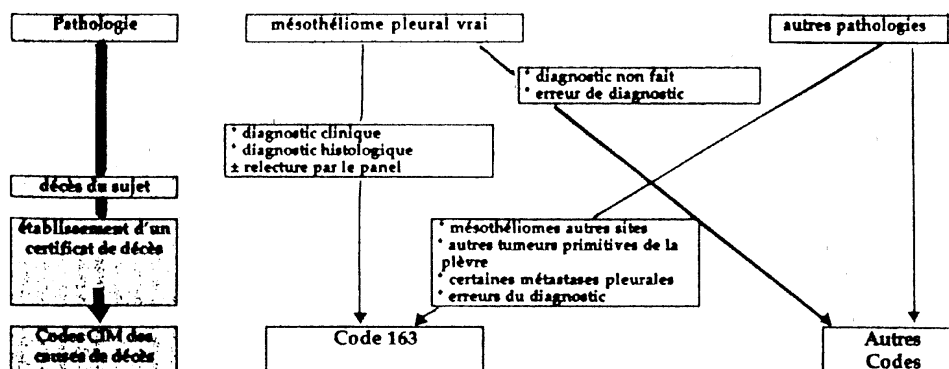 Pathologie
mésothéliome pleural vrai
autres pathologies
* diagnostic non fait
* erreur de diagnostic
* diagnostic clinique
* diagnostic histologique
± relecture par le panel
décès du sujet
établissement d'un
certificat de décès
* mésothéliomes autres sites
* autres tumeurs primitives de la
plèvre
* certaines métastases pleurales
* erreurs du diagnostic
Codes CIM des
causes de décès
Code 163
Autres
Codes